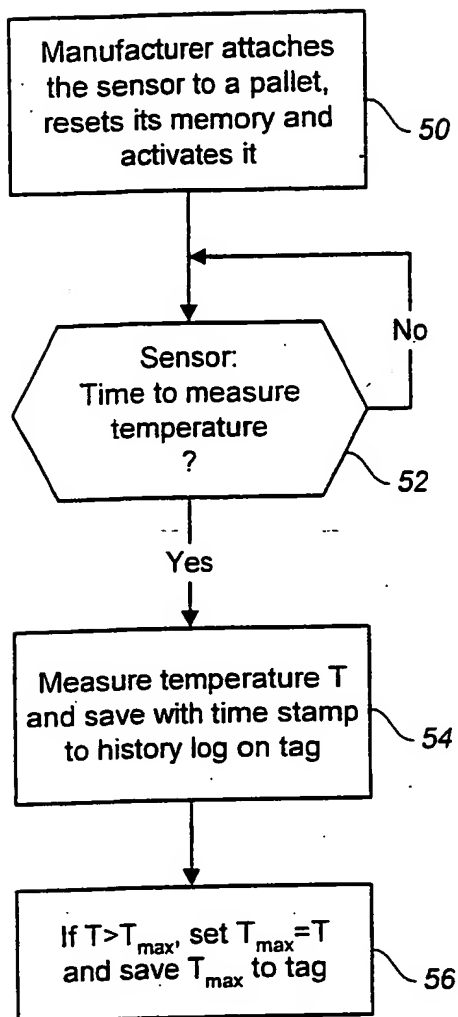 Manufacturer attaches
the sensor to a pallet,
resets its memory and
activates it
50
No
Sensor:
Time to measure
temperature
?
52
Yes
Measure temperature T
and save with time stamp
to history log on tag
54
If T>Tmax, set Tmax=T
and save Tmax to tag
56